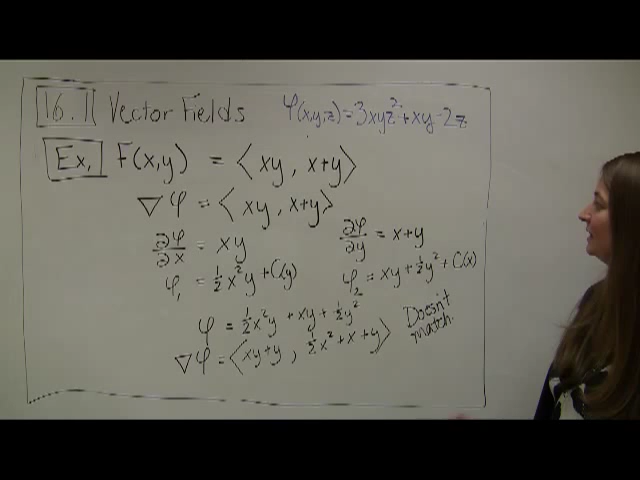 16.1 Vector Fields φ(x,y,z)=3xyz²+xy-2z
Ex. F(x,y) = ⟨xy, x+y⟩
∇φ = ⟨xy, x+y⟩
∂φ/∂x = xy ∂φ/∂y = x+y
φ₁ = ½x²y + C(y) φ₂ = xy + ½y² + C(x)
φ = ½x²y + xy + ½y² Doesn't match.
∇φ = ⟨xy+y, ½x²+x+y⟩